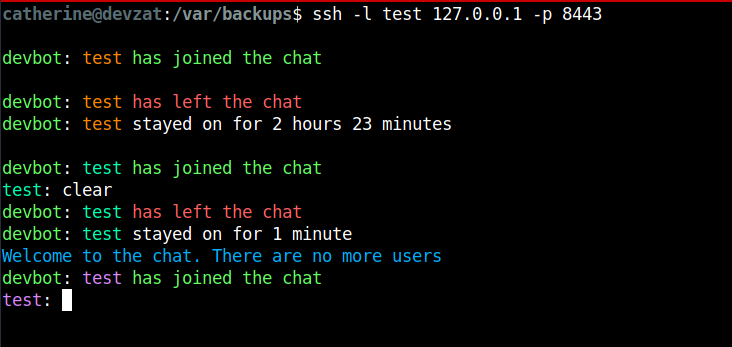 catherine@devzat:/var/backups$ ssh -l test 127.0.0.1 -p 8443
devbot: test has joined the chat
devbot: test has left the chat
devbot: test stayed on for 2 hours 23 minutes
devbot: test has joined the chat
test: clear
devbot: test has left the chat
devbot: test stayed on for 1 minute
Welcome to the chat. There are no more users
devbot: test has joined the chat
test: